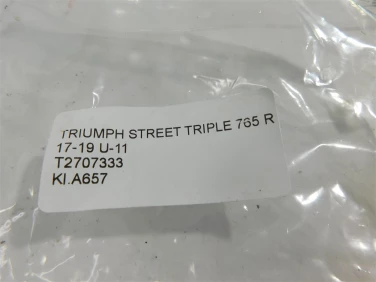 TRIUMPH STREET TRIPLE 765 R
17-19 U-11
T2707333
KI.A657